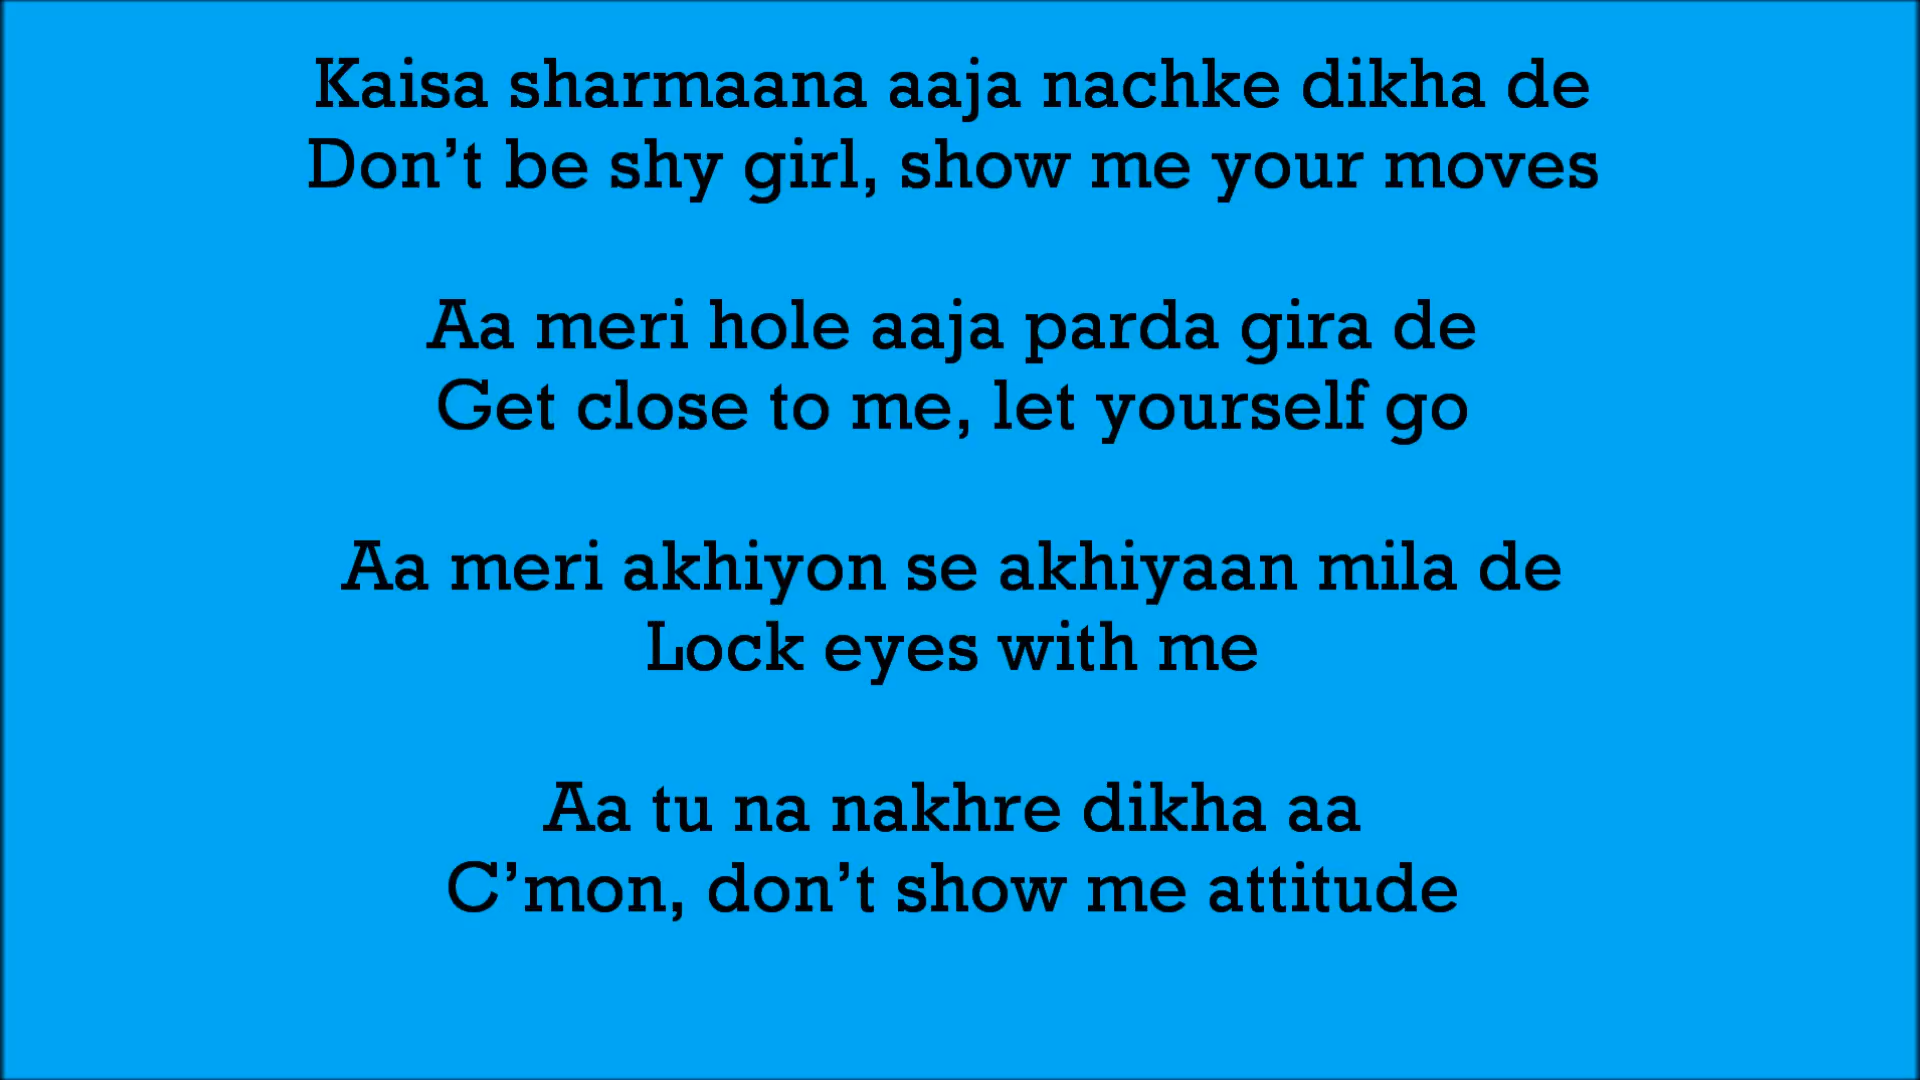 Kaisa sharmaana aaja nachke dikha de
Don’t be shy girl, show me your moves
Aa meri hole aaja parda gira de
Get close to me, let yourself go
Aa meri akhiyon se akhiyaan mila de
Lock eyes with me
Aa tu na nakhre dikha aa
C’mon, don’t show me attitude